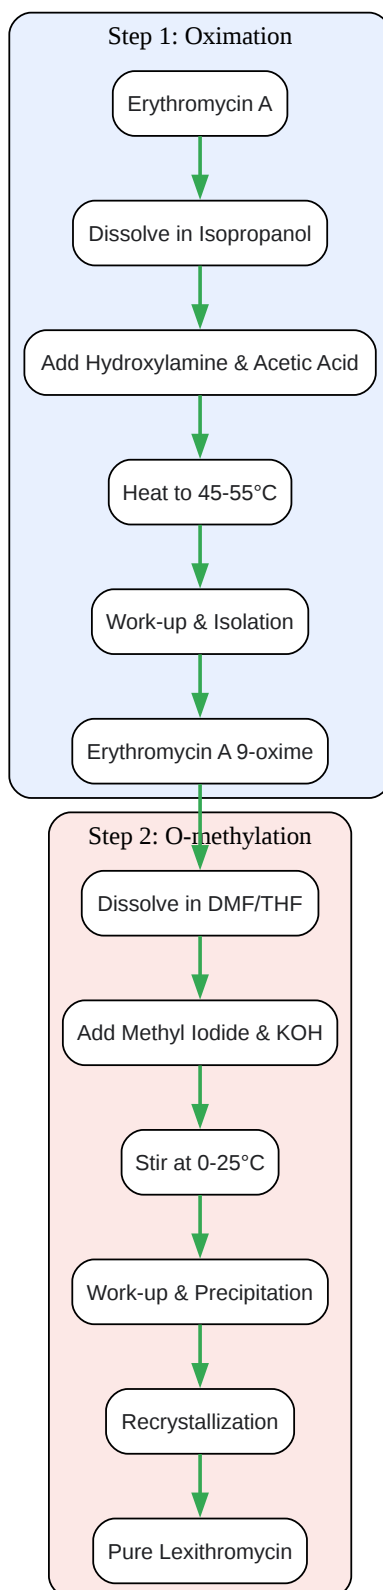 Step 1: Oximation
Erythromycin A
Dissolve in Isopropanol
Add Hydroxylamine & Acetic Acid
Heat to 45-55°C
Work-up & Isolation
Erythromycin A 9-oxime
Step 2: O-methylation
Dissolve in DMF/THF
Add Methyl Iodide & KOH
Stir at 0-25°C
Work-up & Precipitation
Recrystallization
Pure Lexithromycin